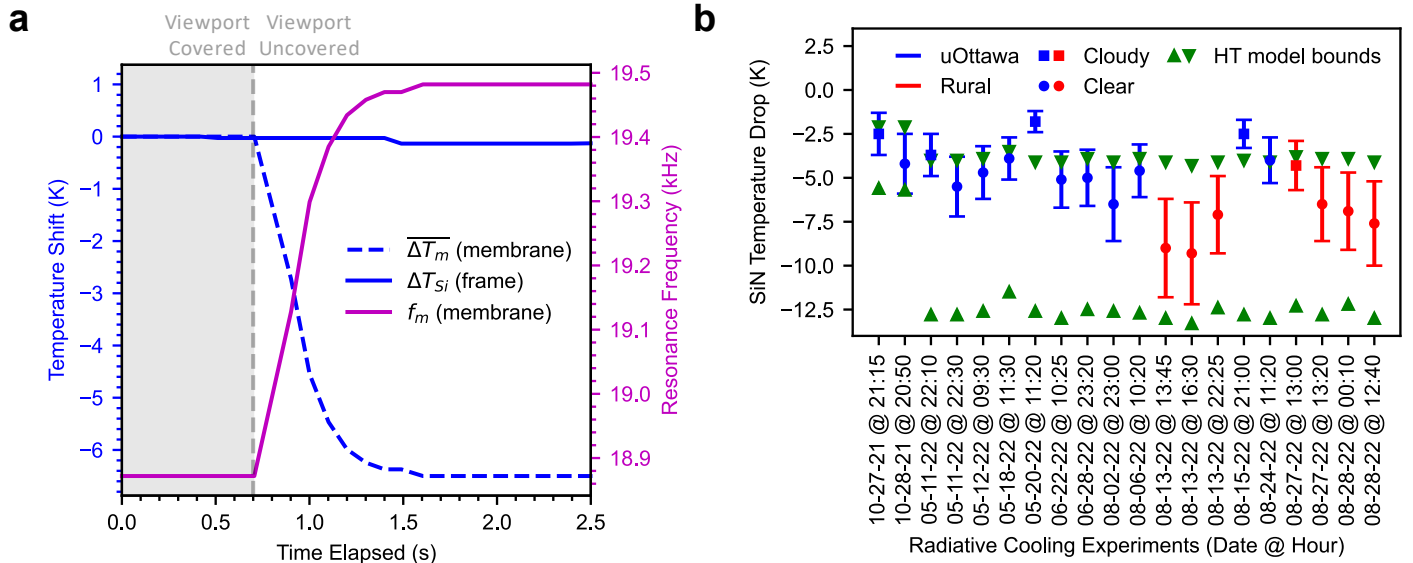 a
Viewport Covered
Viewport Uncovered
1
0
−1
−2
−3
−4
−5
−6
Temperature Shift (K)
19.5
19.4
19.3
19.2
19.1
19.0
18.9
Resonance Frequency (kHz)
ΔT_m (membrane)
ΔT_Si (frame)
f_m (membrane)
0.0 0.5 1.0 1.5 2.0 2.5
Time Elapsed (s)
b
2.5
0.0
−2.5
−5.0
−7.5
−10.0
−12.5
SiN Temperature Drop (K)
uOttawa
Rural
Cloudy
Clear
HT model bounds
10-27-21 @ 21:15
10-28-21 @ 20:50
05-11-22 @ 22:10
05-11-22 @ 22:30
05-12-22 @ 09:30
05-18-22 @ 11:30
05-20-22 @ 11:20
06-22-22 @ 10:25
06-28-22 @ 23:20
08-02-22 @ 23:00
08-06-22 @ 10:20
08-13-22 @ 13:45
08-13-22 @ 16:30
08-13-22 @ 22:25
08-15-22 @ 21:00
08-24-22 @ 11:20
08-27-22 @ 13:00
08-27-22 @ 13:20
08-28-22 @ 00:10
08-28-22 @ 12:40
Radiative Cooling Experiments (Date @ Hour)